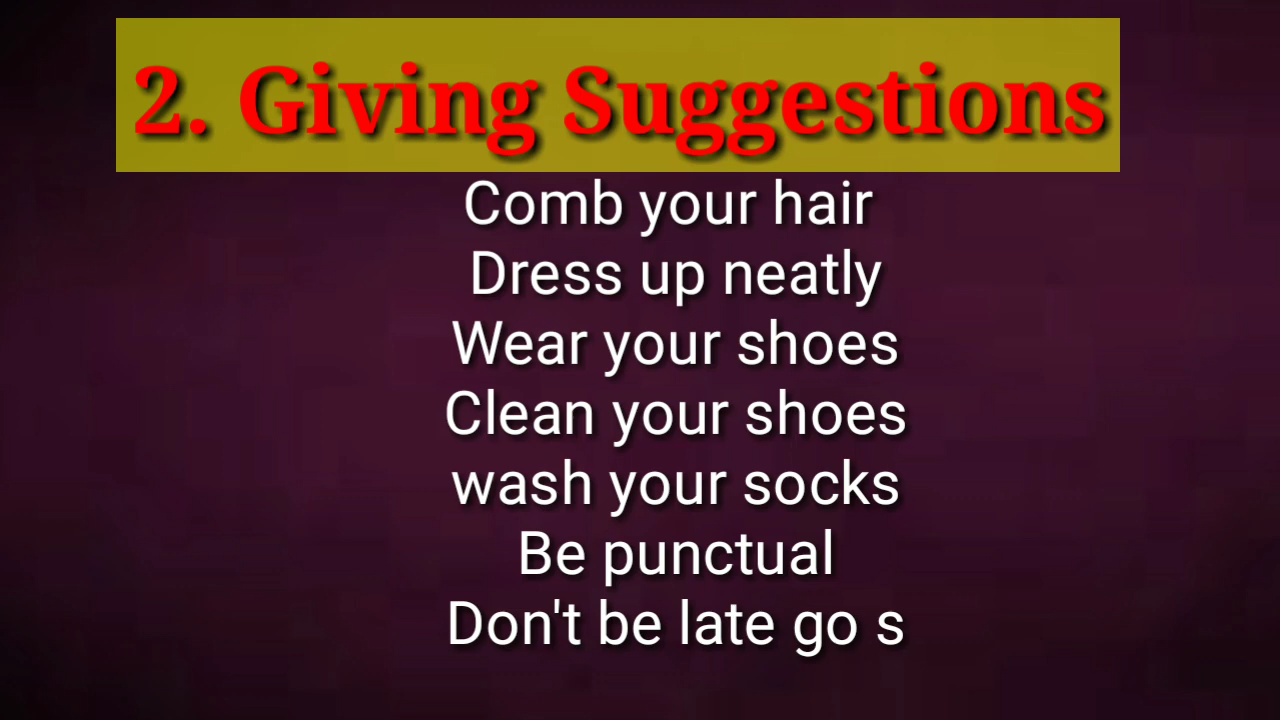 2. Giving Suggestions
Comb your hair
Dress up neatly
Wear your shoes
Clean your shoes
wash your socks
Be punctual
Don't be late go s